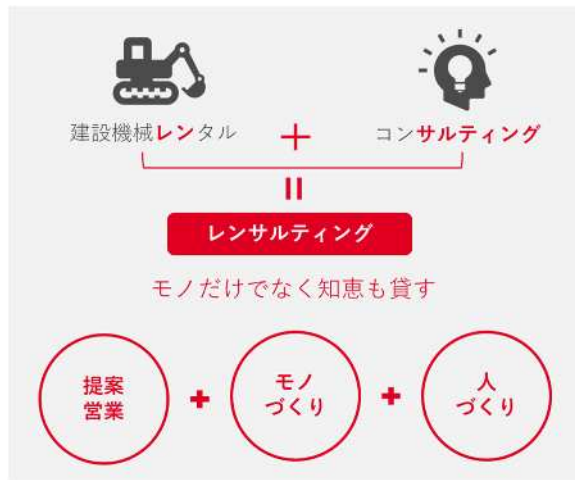 建設機械レンタル
+
コンサルティング
=
レンサルティング
モノだけでなく知恵も貸す
提案
営業
+
モノ
づくり
+
人
づくり